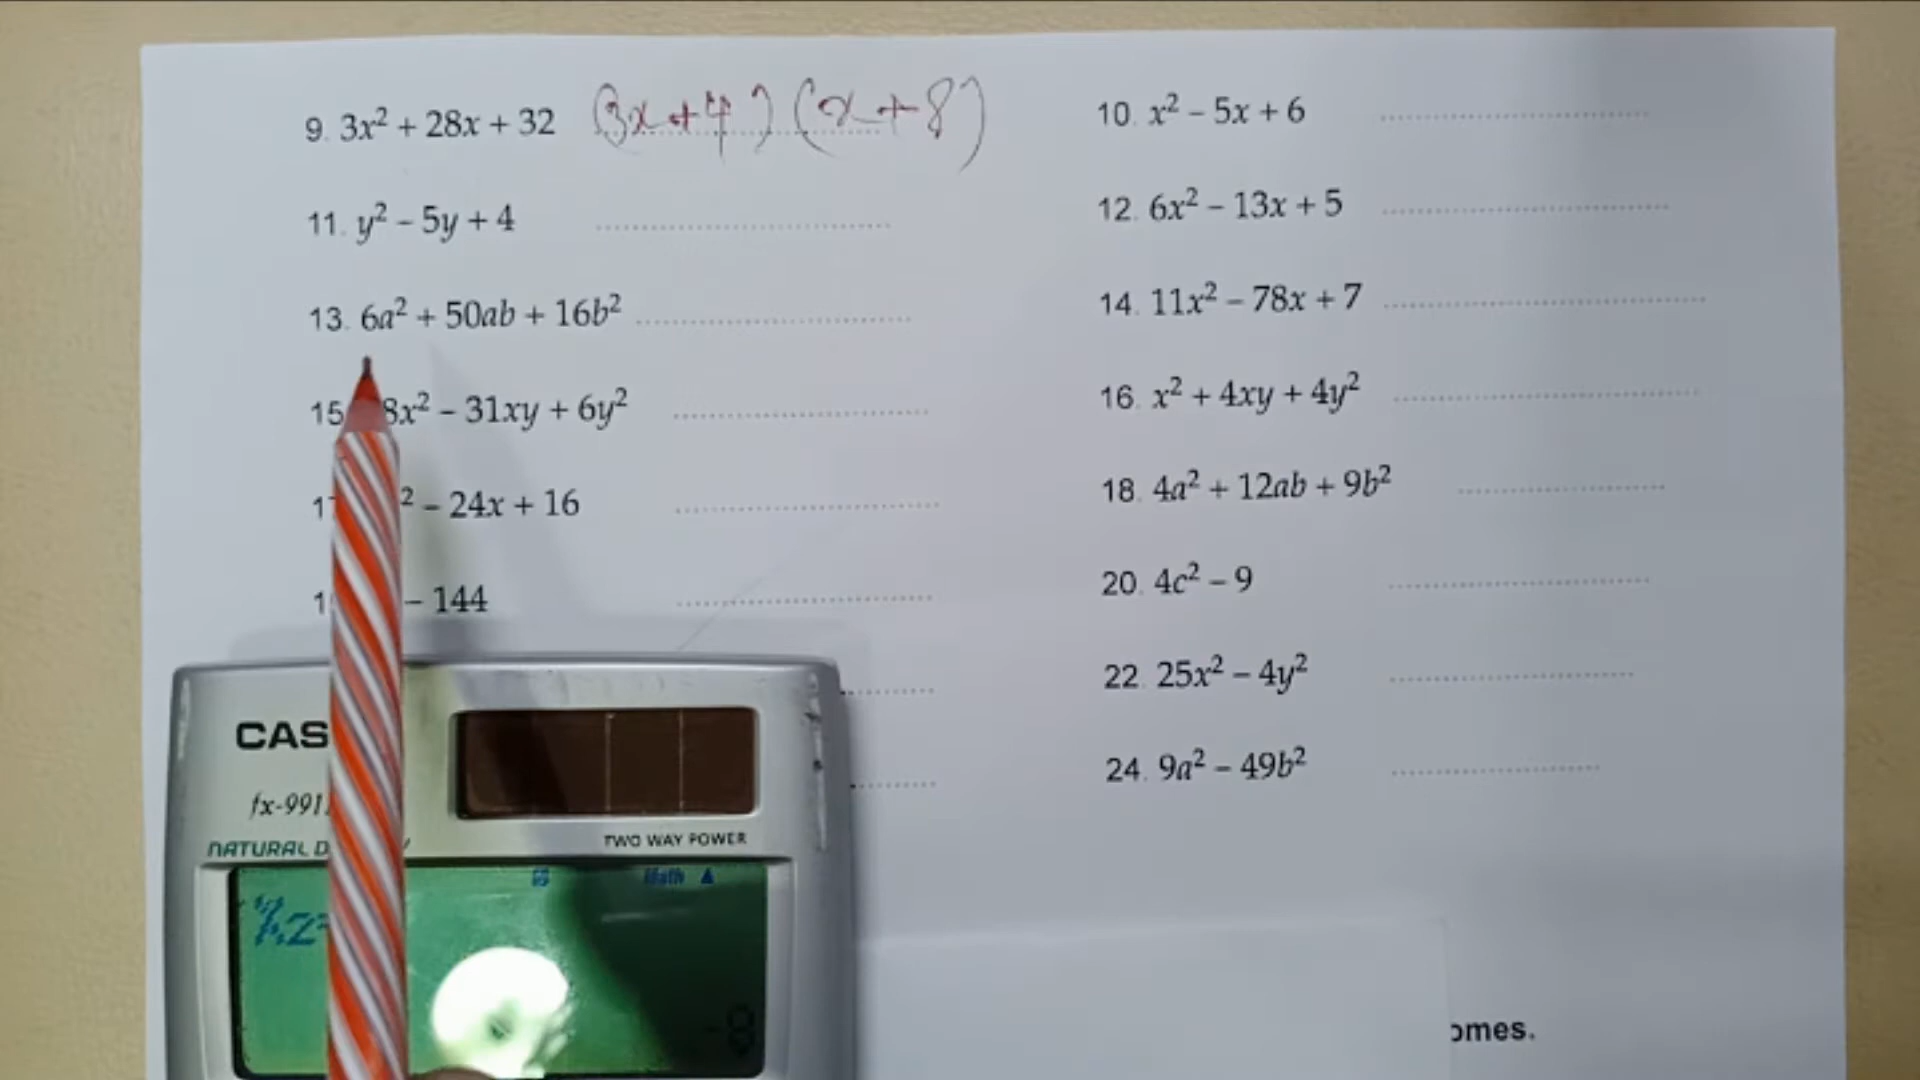 9. 3x² + 28x + 32 (3x+4) (x+8)
10. x² – 5x + 6
11. y² – 5y + 4
12. 6x² – 13x + 5
13. 6a² + 50ab + 16b²
14. 11x² – 78x + 7
15. 8x² – 31xy + 6y²
16. x² + 4xy + 4y²
² – 24x + 16
18. 4a² + 12ab + 9b²
– 144
20. 4c² – 9
22. 25x² – 4y²
24. 9a² – 49b²
CAS
fx-991
NATURAL D
TWO WAY POWER
Math ▲
-8
omes.